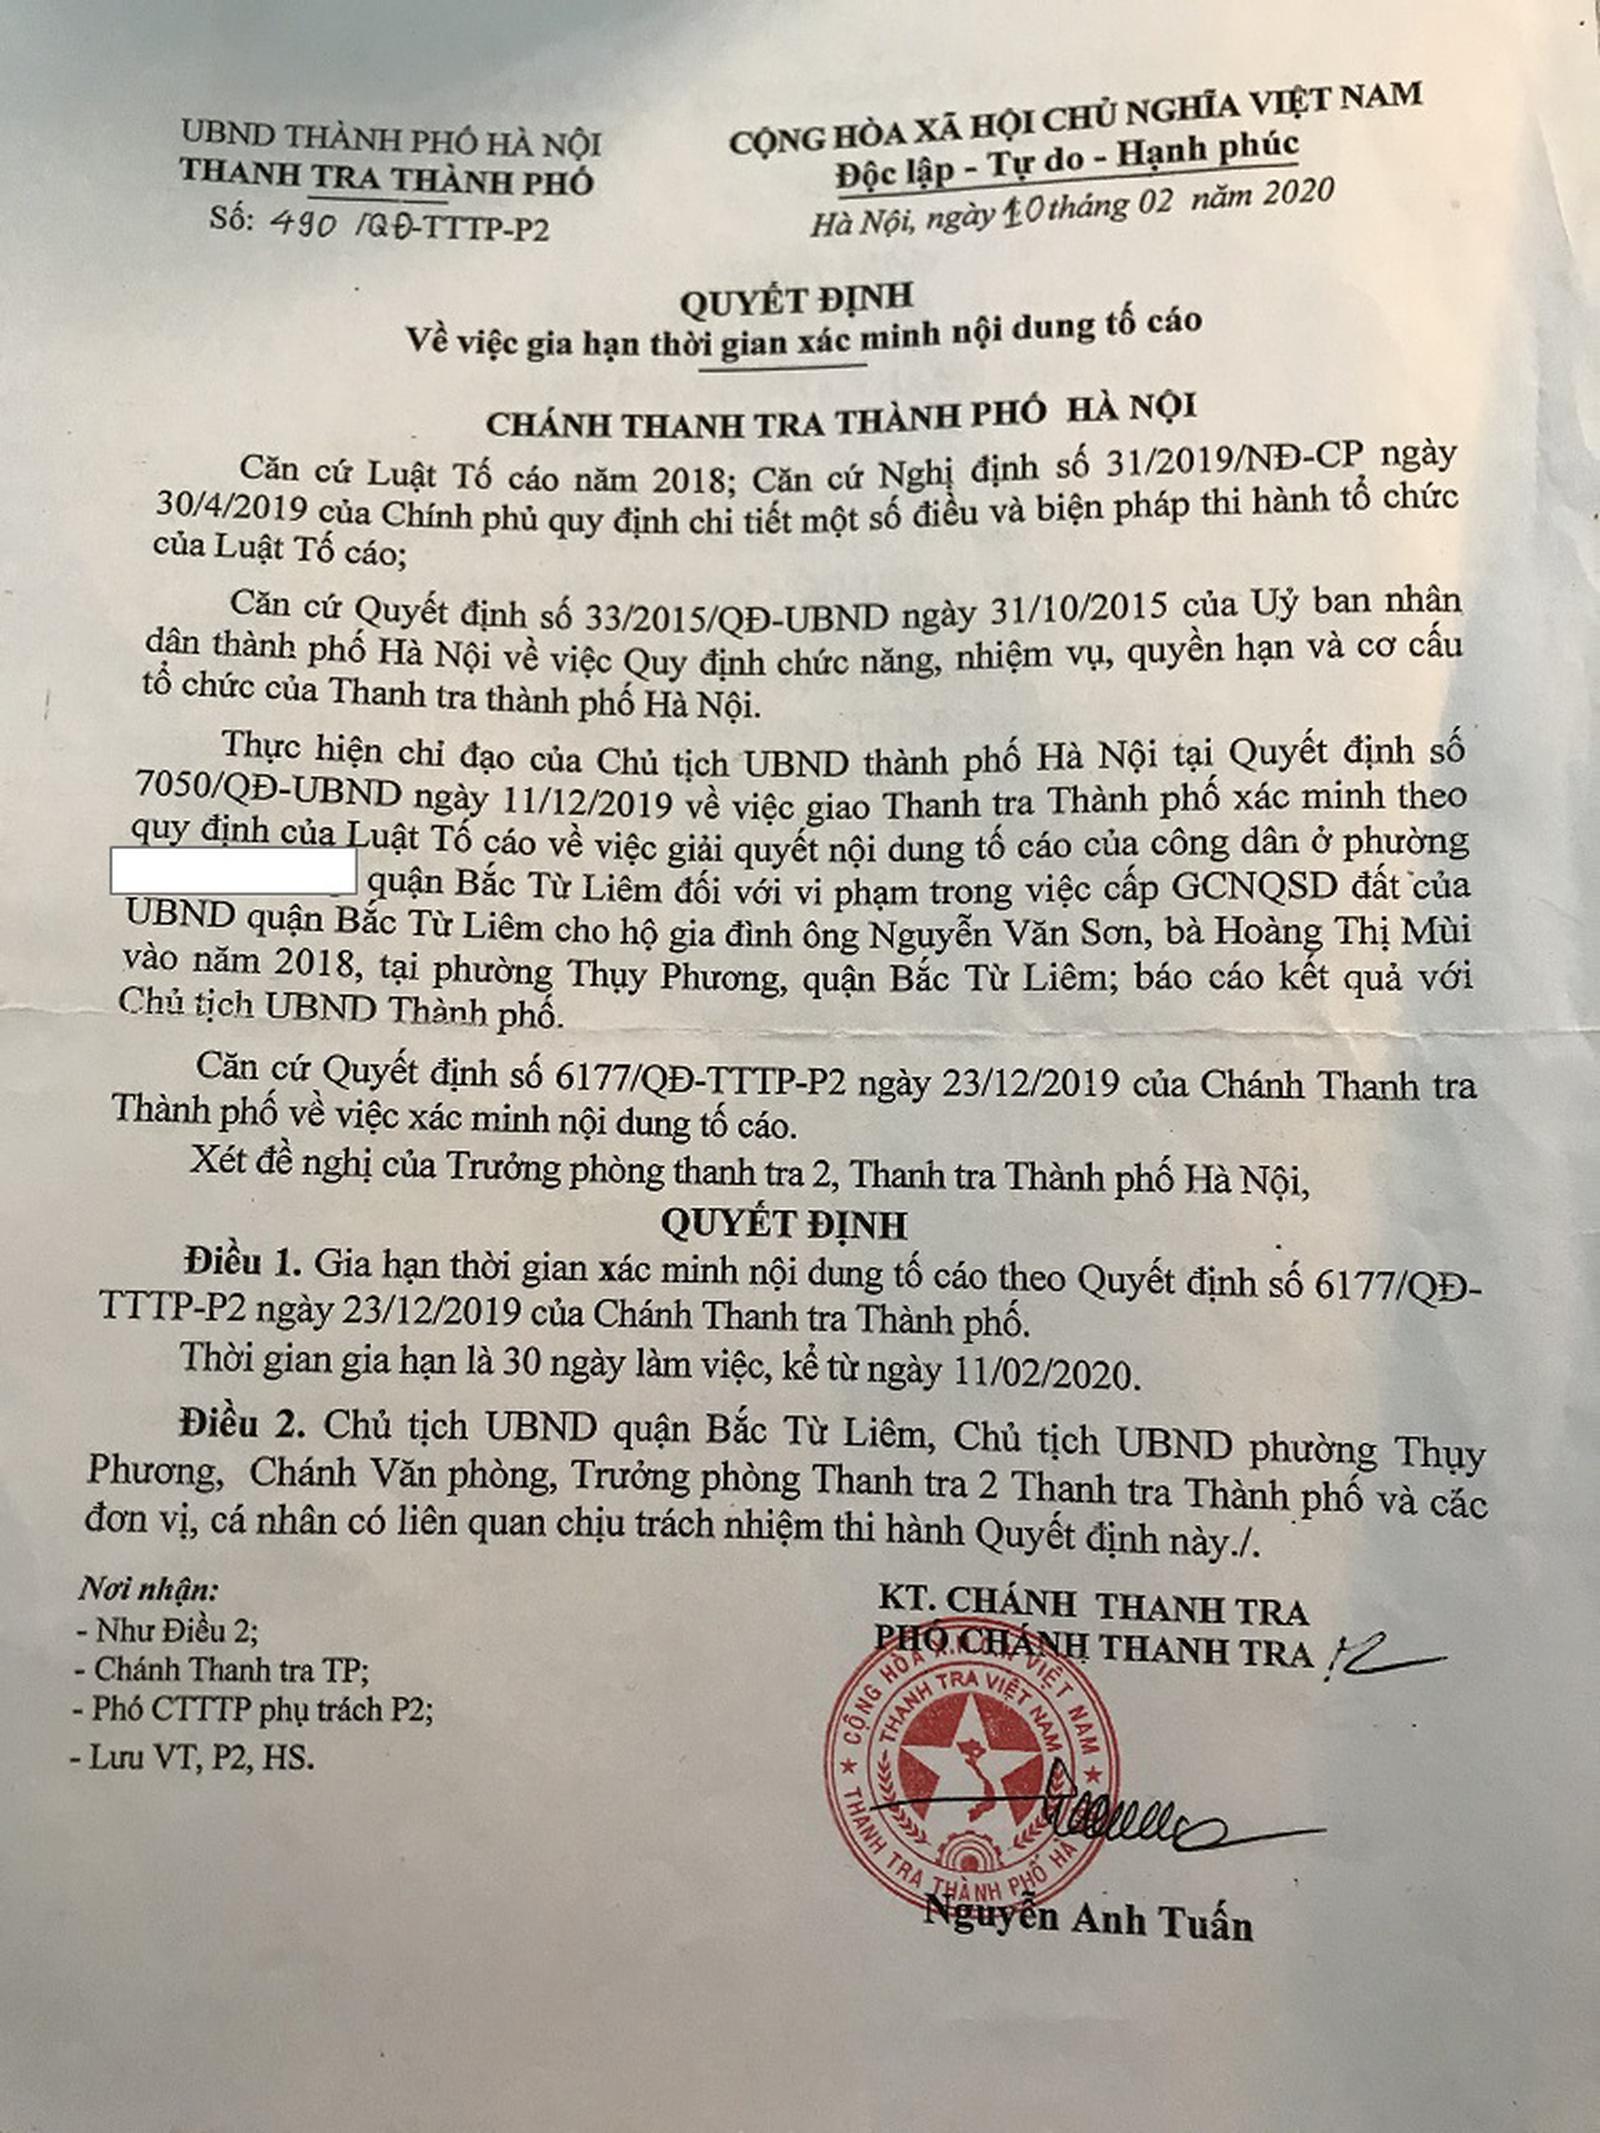 UBND THÀNH PHỐ HÀ NỘI
THANH TRA THÀNH PHỐ
Số: 490 /QĐ-TTTP-P2
CỘNG HÒA XÃ HỘI CHỦ NGHĨA VIỆT NAM
Độc lập - Tự do - Hạnh phúc
Hà Nội, ngày 10 tháng 02 năm 2020
QUYẾT ĐỊNH
Về việc gia hạn thời gian xác minh nội dung tố cáo
CHÁNH THANH TRA THÀNH PHỐ HÀ NỘI
Căn cứ Luật Tố cáo năm 2018; Căn cứ Nghị định số 31/2019/NĐ-CP ngày
30/4/2019 của Chính phủ quy định chi tiết một số điều và biện pháp thi hành tổ chức
của Luật Tố cáo;
Căn cứ Quyết định số 33/2015/QĐ-UBND ngày 31/10/2015 của Uỷ ban nhân
dân thành phố Hà Nội về việc Quy định chức năng, nhiệm vụ, quyền hạn và cơ cấu
tổ chức của Thanh tra thành phố Hà Nội.
Thực hiện chỉ đạo của Chủ tịch UBND thành phố Hà Nội tại Quyết định số
7050/QĐ-UBND ngày 11/12/2019 về việc giao Thanh tra Thành phố xác minh theo
quy định của Luật Tố cáo về việc giải quyết nội dung tố cáo của công dân ở phường
quận Bắc Từ Liêm đối với vi phạm trong việc cấp GCNQSD đất của
UBND quận Bắc Từ Liêm cho hộ gia đình ông Nguyễn Văn Sơn, bà Hoàng Thị Mùi
vào năm 2018, tại phường Thụy Phương, quận Bắc Từ Liêm; báo cáo kết quả với
Chủ tịch UBND Thành phố.
Căn cứ Quyết định số 6177/QĐ-TTTP-P2 ngày 23/12/2019 của Chánh Thanh tra
Thành phố về việc xác minh nội dung tố cáo.
Xét đề nghị của Trưởng phòng thanh tra 2, Thanh tra Thành phố Hà Nội,
QUYẾT ĐỊNH
Điều 1. Gia hạn thời gian xác minh nội dung tố cáo theo Quyết định số 6177/QĐ-
TTTP-P2 ngày 23/12/2019 của Chánh Thanh tra Thành phố.
Thời gian gia hạn là 30 ngày làm việc, kể từ ngày 11/02/2020.
Điều 2. Chủ tịch UBND quận Bắc Từ Liêm, Chủ tịch UBND phường Thụy
Phương, Chánh Văn phòng, Trưởng phòng Thanh tra 2 Thanh tra Thành phố và các
đơn vị, cá nhân có liên quan chịu trách nhiệm thi hành Quyết định này./.
Nơi nhận:
- Như Điều 2;
- Chánh Thanh tra TP;
- Phó CTTTP phụ trách P2;
- Lưu VT, P2, HS.
KT. CHÁNH THANH TRA
PHÓ CHÁNH THANH TRA
CỘNG HÒA X.H.C.N VIỆT NAM
THANH TRA VIỆT NAM
THANH TRA THÀNH PHỐ HÀ
Nguyễn Anh Tuấn